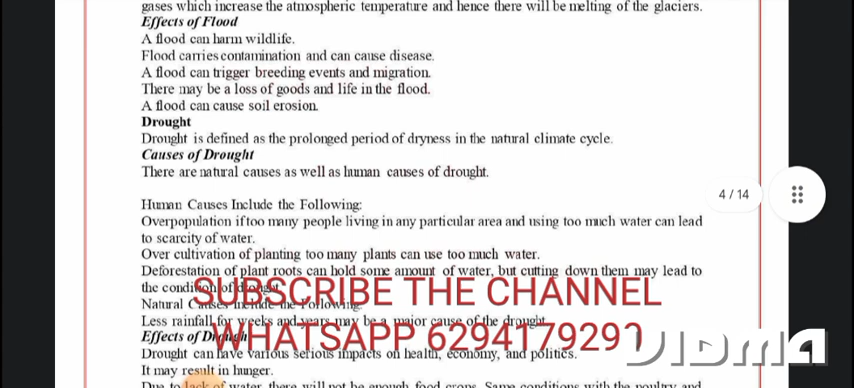 gases which increase the atmospheric temperature and hence there will be melting of the glaciers.
Effects of Flood
A flood can harm wildlife.
Flood carries contamination and can cause disease.
A flood can trigger breeding events and migration.
There may be a loss of goods and life in the flood.
A flood can cause soil erosion.
Drought
Drought is defined as the prolonged period of dryness in the natural climate cycle.
Causes of Drought
There are natural causes as well as human causes of drought.
4 / 14
Human Causes Include the Following:
Overpopulation if too many people living in any particular area and using too much water can lead
to scarcity of water.
Over cultivation of planting too many plants can use too much water.
Deforestation of plant roots can hold some amount of water, but cutting down them may lead to
the condition of drought.
SUBSCRIBE THE CHANNEL
Natural Causes Include the Following:
Less rainfall for weeks and years may be a major cause of the drought.
WHATSAPP 6294179292
VIDMA
Effects of Drought
Drought can have various serious impacts on health, economy, and politics.
It may result in hunger.
Due to lack of water, there will not be enough food crops. Same conditions with the poultry and